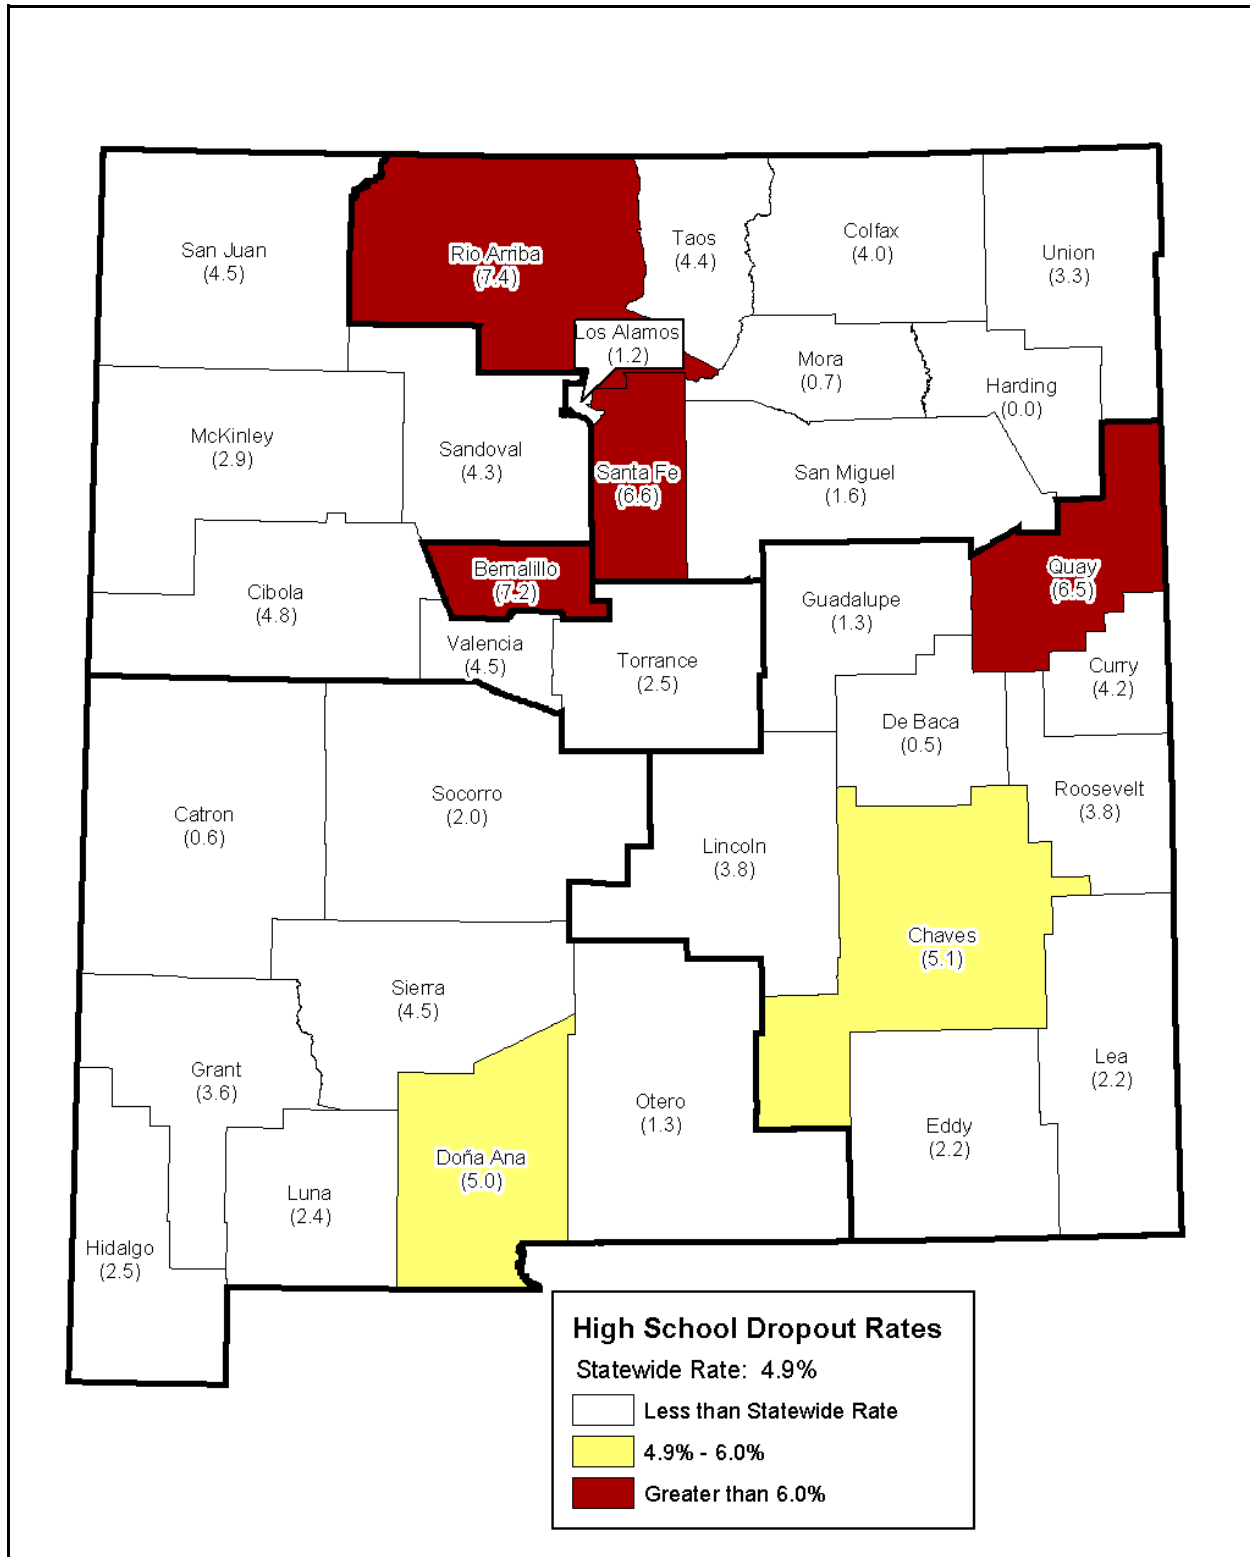 San Juan
(4.5)
Rio Arriba
(7.4)
Taos
(4.4)
Colfax
(4.0)
Union
(3.3)
Los Alamos
(1.2)
Mora
(0.7)
Harding
(0.0)
McKinley
(2.9)
Sandoval
(4.3)
Santa Fe
(6.6)
San Miguel
(1.6)
Cibola
(4.8)
Bernalillo
(7.2)
Guadalupe
(1.3)
Quay
(6.5)
Valencia
(4.5)
Torrance
(2.5)
Curry
(4.2)
De Baca
(0.5)
Catron
(0.6)
Socorro
(2.0)
Lincoln
(3.8)
Roosevelt
(3.8)
Chaves
(5.1)
Sierra
(4.5)
Grant
(3.6)
Otero
(1.3)
Lea
(2.2)
Eddy
(2.2)
Doña Ana
(5.0)
Luna
(2.4)
Hidalgo
(2.5)
High School Dropout Rates
Statewide Rate: 4.9%
Less than Statewide Rate
4.9% - 6.0%
Greater than 6.0%